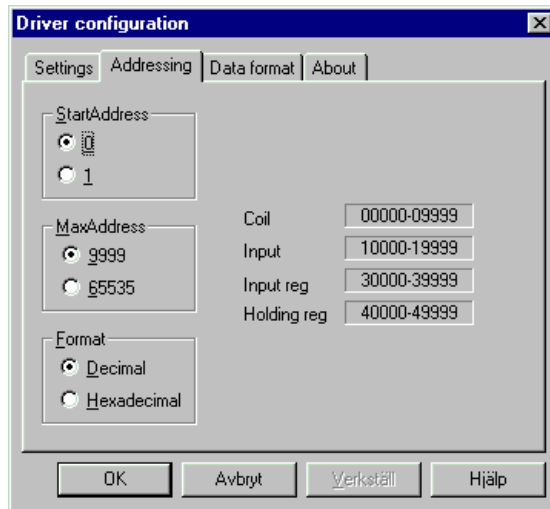 Driver configuration
Settings Addressing Data format About
StartAddress
0
1
MaxAddress
9999
65535
Format
Decimal
Hexadecimal
Coil 00000-09999
Input 10000-19999
Input reg 30000-39999
Holding reg 40000-49999
OK Avbryt Verkställ Hjälp